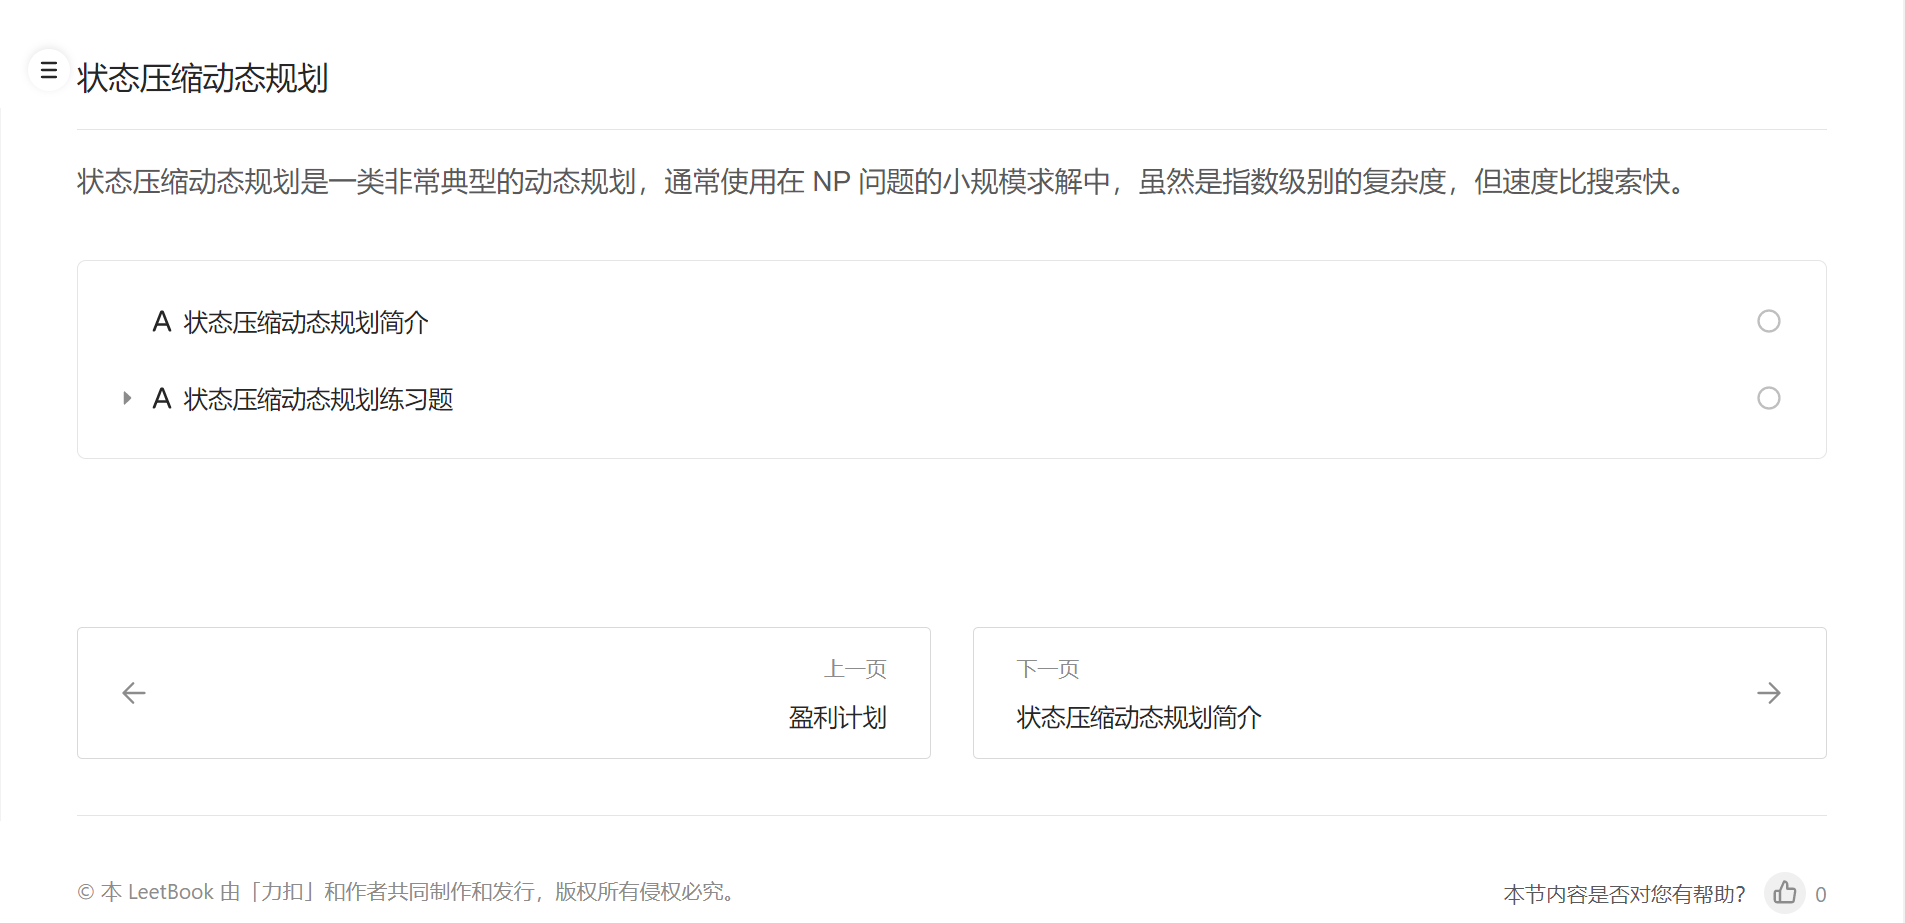 状态压缩动态规划
状态压缩动态规划是一类非常典型的动态规划，通常使用在 NP 问题的小规模求解中，虽然是指数级别的复杂度，但速度比搜索快。
A 状态压缩动态规划简介
A 状态压缩动态规划练习题
上一页
盈利计划
下一页
状态压缩动态规划简介
© 本 LeetBook 由「力扣」和作者共同制作和发行，版权所有侵权必究。
本节内容是否对您有帮助？ 0